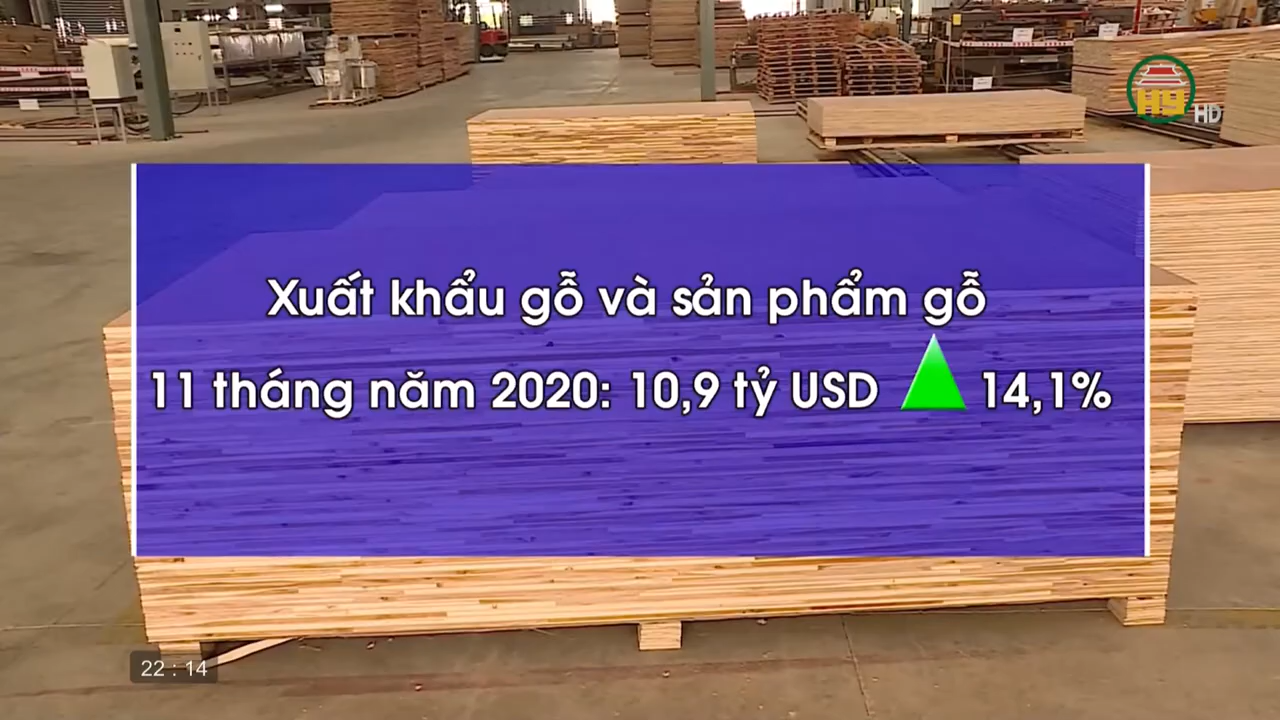 HY HD
Xuất khẩu gỗ và sản phẩm gỗ
11 tháng năm 2020: 10,9 tỷ USD 14,1%
22 : 14